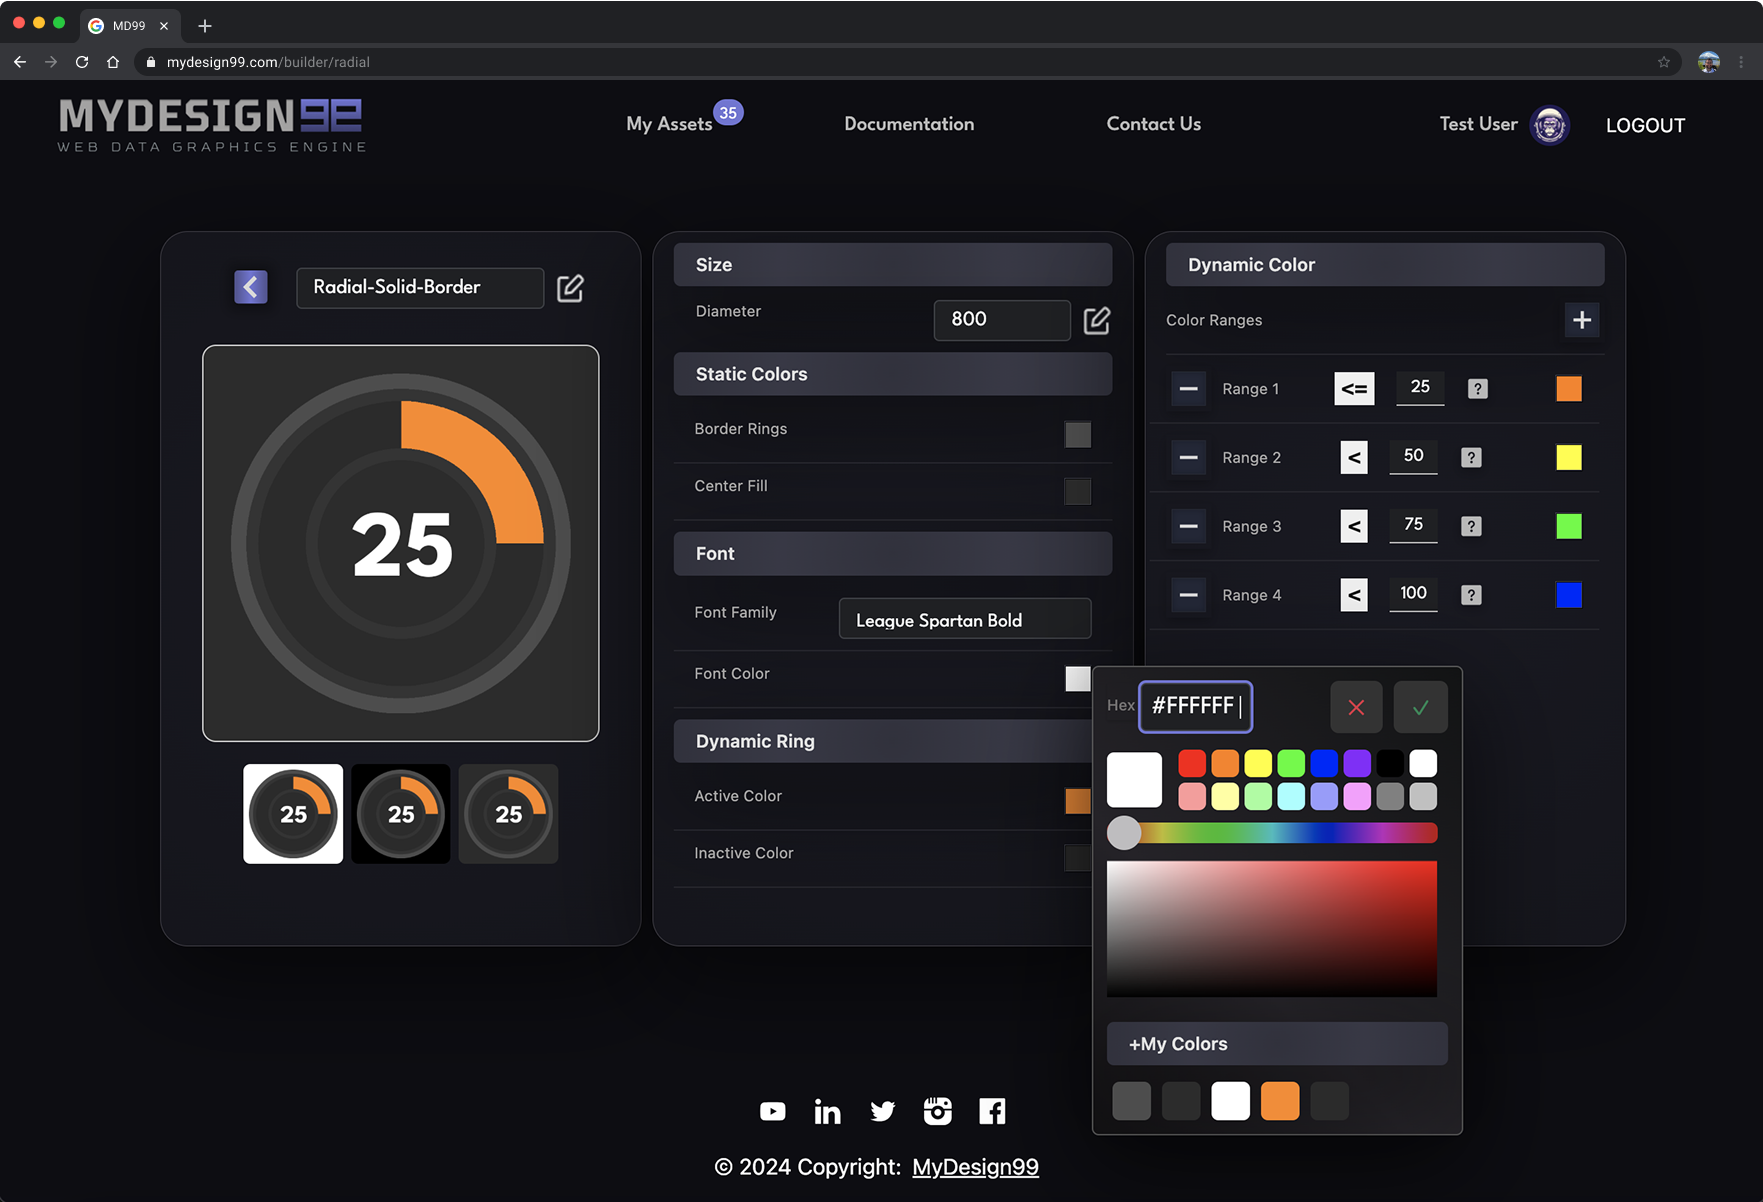 MD99
mydesign99.com/builder/radial
MYDESIGN99
WEB DATA GRAPHICS ENGINE
My Assets 35
Documentation
Contact Us
Test User
LOGOUT
Radial-Solid-Border
25
25
25
25
Size
Diameter 800
Static Colors
Border Rings
Center Fill
Font
Font Family League Spartan Bold
Font Color
Dynamic Ring
Active Color
Inactive Color
Dynamic Color
Color Ranges +
Range 1 <= 25 ?
Range 2 < 50 ?
Range 3 < 75 ?
Range 4 < 100 ?
Hex #FFFFFF
+My Colors
© 2024 Copyright: MyDesign99